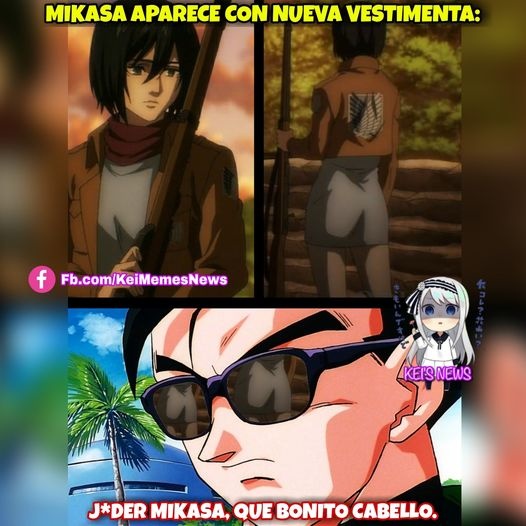 MIKASA APARECE CON NUEVA VESTIMENTA:
Fb.com/KeiMemesNews
KEI'S NEWS
J*DER MIKASA, QUE BONITO CABELLO.